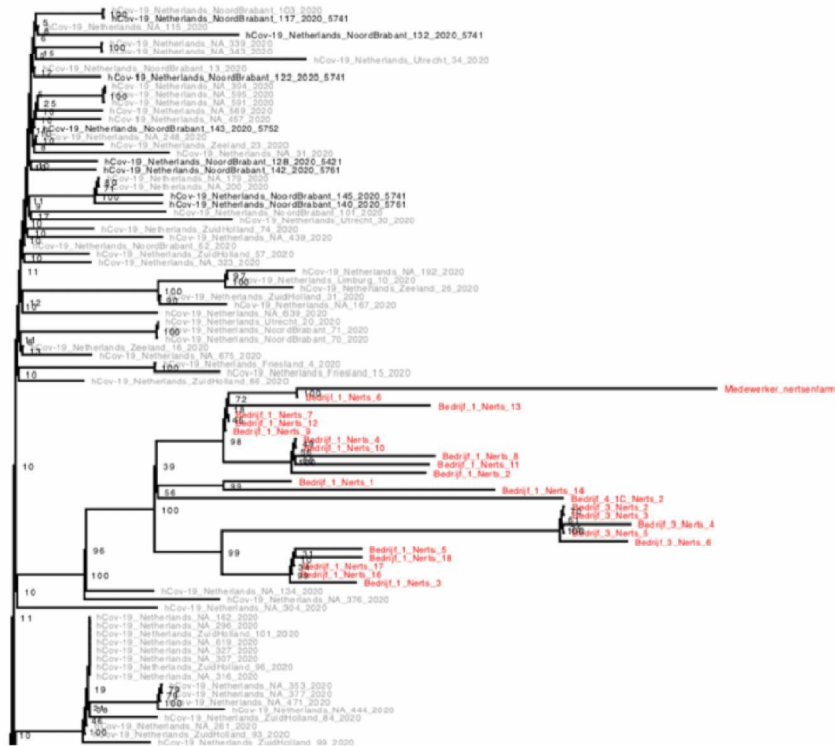 hCov-19_Netherlands_NoordBrabant_103_2020
hCov-19_Netherlands_NoordBrabant_117_2020_5741
hCov-19_Netherlands_NA_115_2020
hCov-19_Netherlands_NoordBrabant_132_2020_5741
hCov-19_Netherlands_NA_339_2020
hCov-19_Netherlands_NA_343_2020
hCov-19_Netherlands_Utrecht_34_2020
hCov-19_Netherlands_NoordBrabant_13_2020
hCov-19_Netherlands_NoordBrabant_122_2020_5741
hCov-19_Netherlands_NA_304_2020
hCov-19_Netherlands_NA_595_2020
hCov-19_Netherlands_NA_591_2020
hCov-19_Netherlands_NA_569_2020
hCov-19_Netherlands_NA_457_2020
hCov-19_Netherlands_NoordBrabant_143_2020_5752
hCov-19_Netherlands_NA_248_2020
hCov-19_Netherlands_Zeeland_23_2020
hCov-19_Netherlands_NA_31_2020
hCov-19_Netherlands_NoordBrabant_128_2020_5421
hCov-19_Netherlands_NoordBrabant_142_2020_5761
hCov-19_Netherlands_NA_179_2020
hCov-19_Netherlands_NA_200_2020
hCov-19_Netherlands_NoordBrabant_145_2020_5741
hCov-19_Netherlands_NoordBrabant_140_2020_5761
hCov-19_Netherlands_NoordBrabant_101_2020
hCov-19_Netherlands_Utrecht_30_2020
hCov-19_Netherlands_ZuidHolland_74_2020
hCov-19_Netherlands_NA_439_2020
hCov-19_Netherlands_NoordBrabant_62_2020
hCov-19_Netherlands_ZuidHolland_57_2020
hCov-19_Netherlands_NA_323_2020
11
hCov-19_Netherlands_NA_192_2020
hCov-19_Netherlands_Limburg_10_2020
hCov-19_Netherlands_Zeeland_26_2020
hCov-19_Netherlands_ZuidHolland_31_2020
hCov-19_Netherlands_NA_167_2020
hCov-19_Netherlands_NA_639_2020
hCov-19_Netherlands_Utrecht_20_2020
hCov-19_Netherlands_NoordBrabant_71_2020
hCov-19_Netherlands_NoordBrabant_70_2020
hCov-19_Netherlands_Zeeland_16_2020
hCov-19_Netherlands_NA_675_2020
hCov-19_Netherlands_Friesland_4_2020
hCov-19_Netherlands_Friesland_15_2020
hCov-19_Netherlands_ZuidHolland_66_2020
100 Medewerker_nertsenfarm
72 Bedrijf_1_Nerts_6
Bedrijf_1_Nerts_13
Bedrijf_1_Nerts_7
Bedrijf_1_Nerts_12
Bedrijf_1_Nerts_9
98 Bedrijf_1_Nerts_4
Bedrijf_1_Nerts_10
Bedrijf_1_Nerts_8
Bedrijf_1_Nerts_11
39 Bedrijf_1_Nerts_2
99 Bedrijf_1_Nerts_1
56 Bedrijf_1_Nerts_14
Bedrijf_4_1C_Nerts_2
100 Bedrijf_3_Nerts_2
Bedrijf_3_Nerts_3
Bedrijf_3_Nerts_4
100 Bedrijf_3_Nerts_5
Bedrijf_3_Nerts_6
96 99 Bedrijf_1_Nerts_5
Bedrijf_1_Nerts_18
Bedrijf_1_Nerts_17
100 Bedrijf_1_Nerts_16
Bedrijf_1_Nerts_3
10 hCov-19_Netherlands_NA_134_2020
hCov-19_Netherlands_NA_376_2020
hCov-19_Netherlands_NA_304_2020
11 hCov-19_Netherlands_NA_162_2020
hCov-19_Netherlands_NA_296_2020
hCov-19_Netherlands_ZuidHolland_101_2020
hCov-19_Netherlands_NA_619_2020
hCov-19_Netherlands_NA_327_2020
hCov-19_Netherlands_NA_307_2020
hCov-19_Netherlands_ZuidHolland_96_2020
hCov-19_Netherlands_NA_316_2020
19 hCov-19_Netherlands_NA_353_2020
hCov-19_Netherlands_NA_377_2020
hCov-19_Netherlands_NA_471_2020
100 hCov-19_Netherlands_NA_444_2020
hCov-19_Netherlands_ZuidHolland_84_2020
hCov-19_Netherlands_NA_261_2020
10 100 hCov-19_Netherlands_ZuidHolland_93_2020
hCov-19_Netherlands_ZuidHolland_99_2020